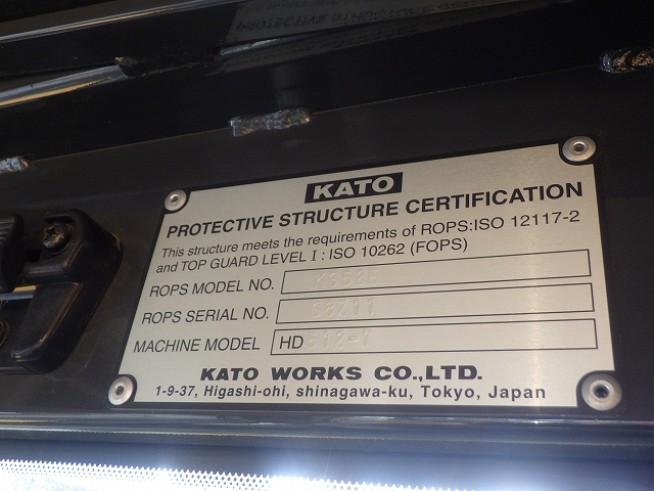 KATO
PROTECTIVE STRUCTURE CERTIFICATION
This structure meets the requirements of ROPS:ISO 12117-2
and TOP GUARD LEVEL I : ISO 10262 (FOPS)
ROPS MODEL NO.
ROPS SERIAL NO.
MACHINE MODEL HD
KATO WORKS CO.,LTD.
1-9-37, Higashi-ohi, shinagawa-ku, Tokyo, Japan